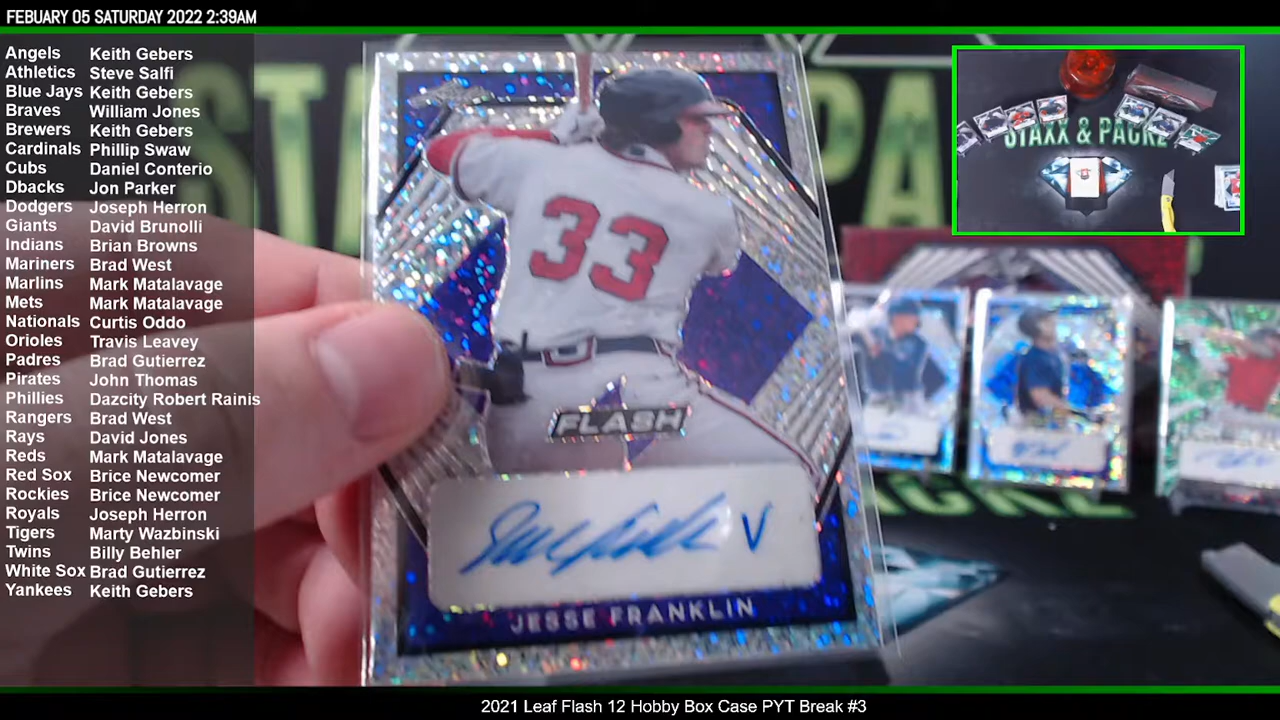 FEBUARY 05 SATURDAY 2022 2:39AM
Angels Keith Gebers
Athletics Steve Salfi
Blue Jays Keith Gebers
Braves William Jones
Brewers Keith Gebers
Cardinals Phillip Swaw
Cubs Daniel Conterio
Dbacks Jon Parker
Dodgers Joseph Herron
Giants David Brunolli
Indians Brian Browns
Mariners Brad West
Marlins Mark Matalavage
Mets Mark Matalavage
Nationals Curtis Oddo
Orioles Travis Leavey
Padres Brad Gutierrez
Pirates John Thomas
Phillies Dazcity Robert Rainis
Rangers Brad West
Rays David Jones
Reds Mark Matalavage
Red Sox Brice Newcomer
Rockies Brice Newcomer
Royals Joseph Herron
Tigers Marty Wazbinski
Twins Billy Behler
White Sox Brad Gutierrez
Yankees Keith Gebers
33
FLASH
V
JESSE FRANKLIN
STAXX & PACKZ
2021 Leaf Flash 12 Hobby Box Case PYT Break #3